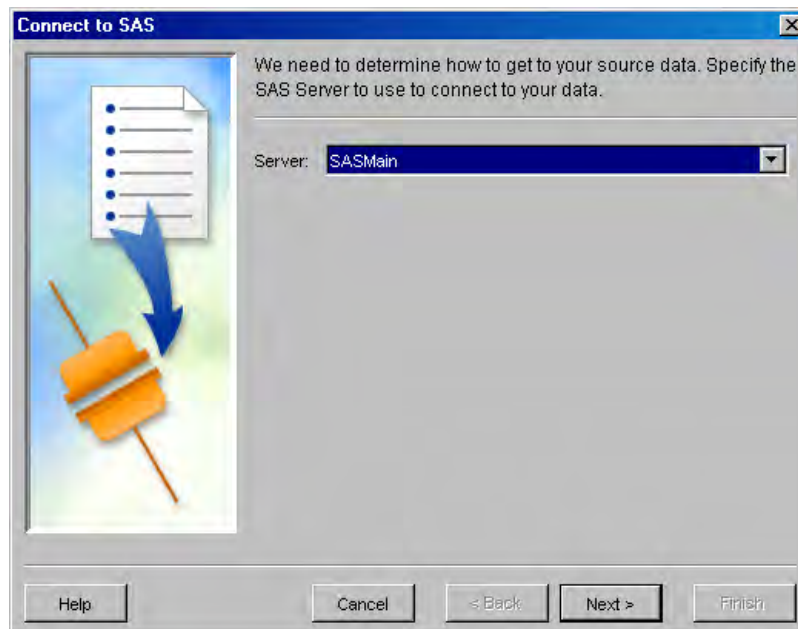 Connect to SAS
We need to determine how to get to your source data. Specify the
SAS Server to use to connect to your data.
Server: SASMain
Help Cancel < Back Next > Finish